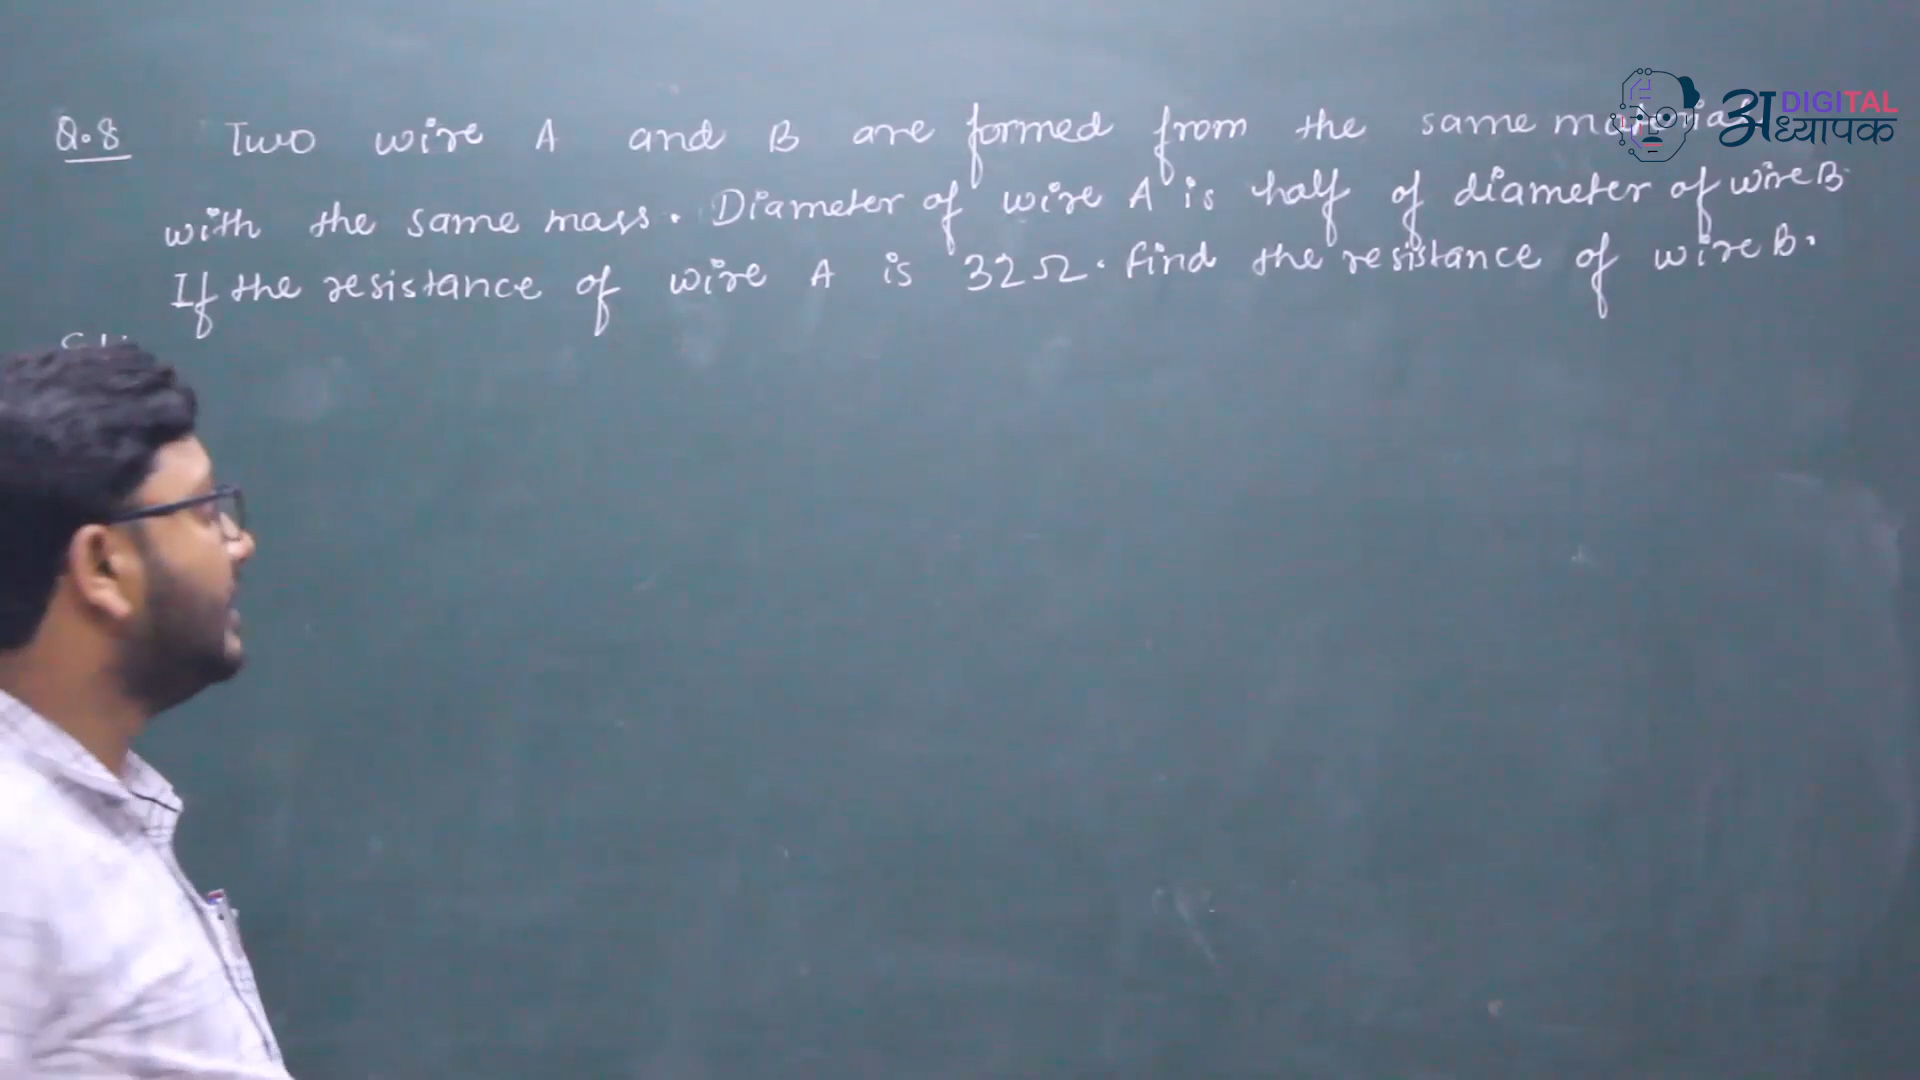 Q.8 Two wire A and B are formed from the same material
with the same mass. Diameter of wire A is half of diameter of wire B.
If the resistance of wire A is 32Ω. find the resistance of wire B.
DIGITAL
अध्यापक